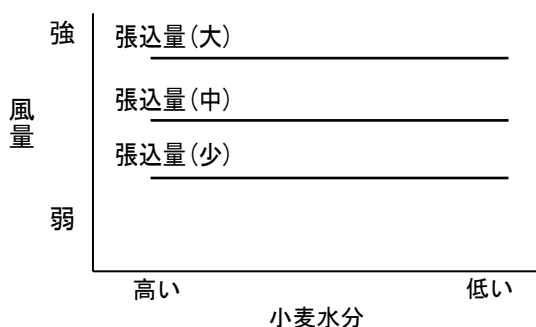 強
張込量(大)
張込量(中)
風量
張込量(少)
弱
高い
低い
小麦水分